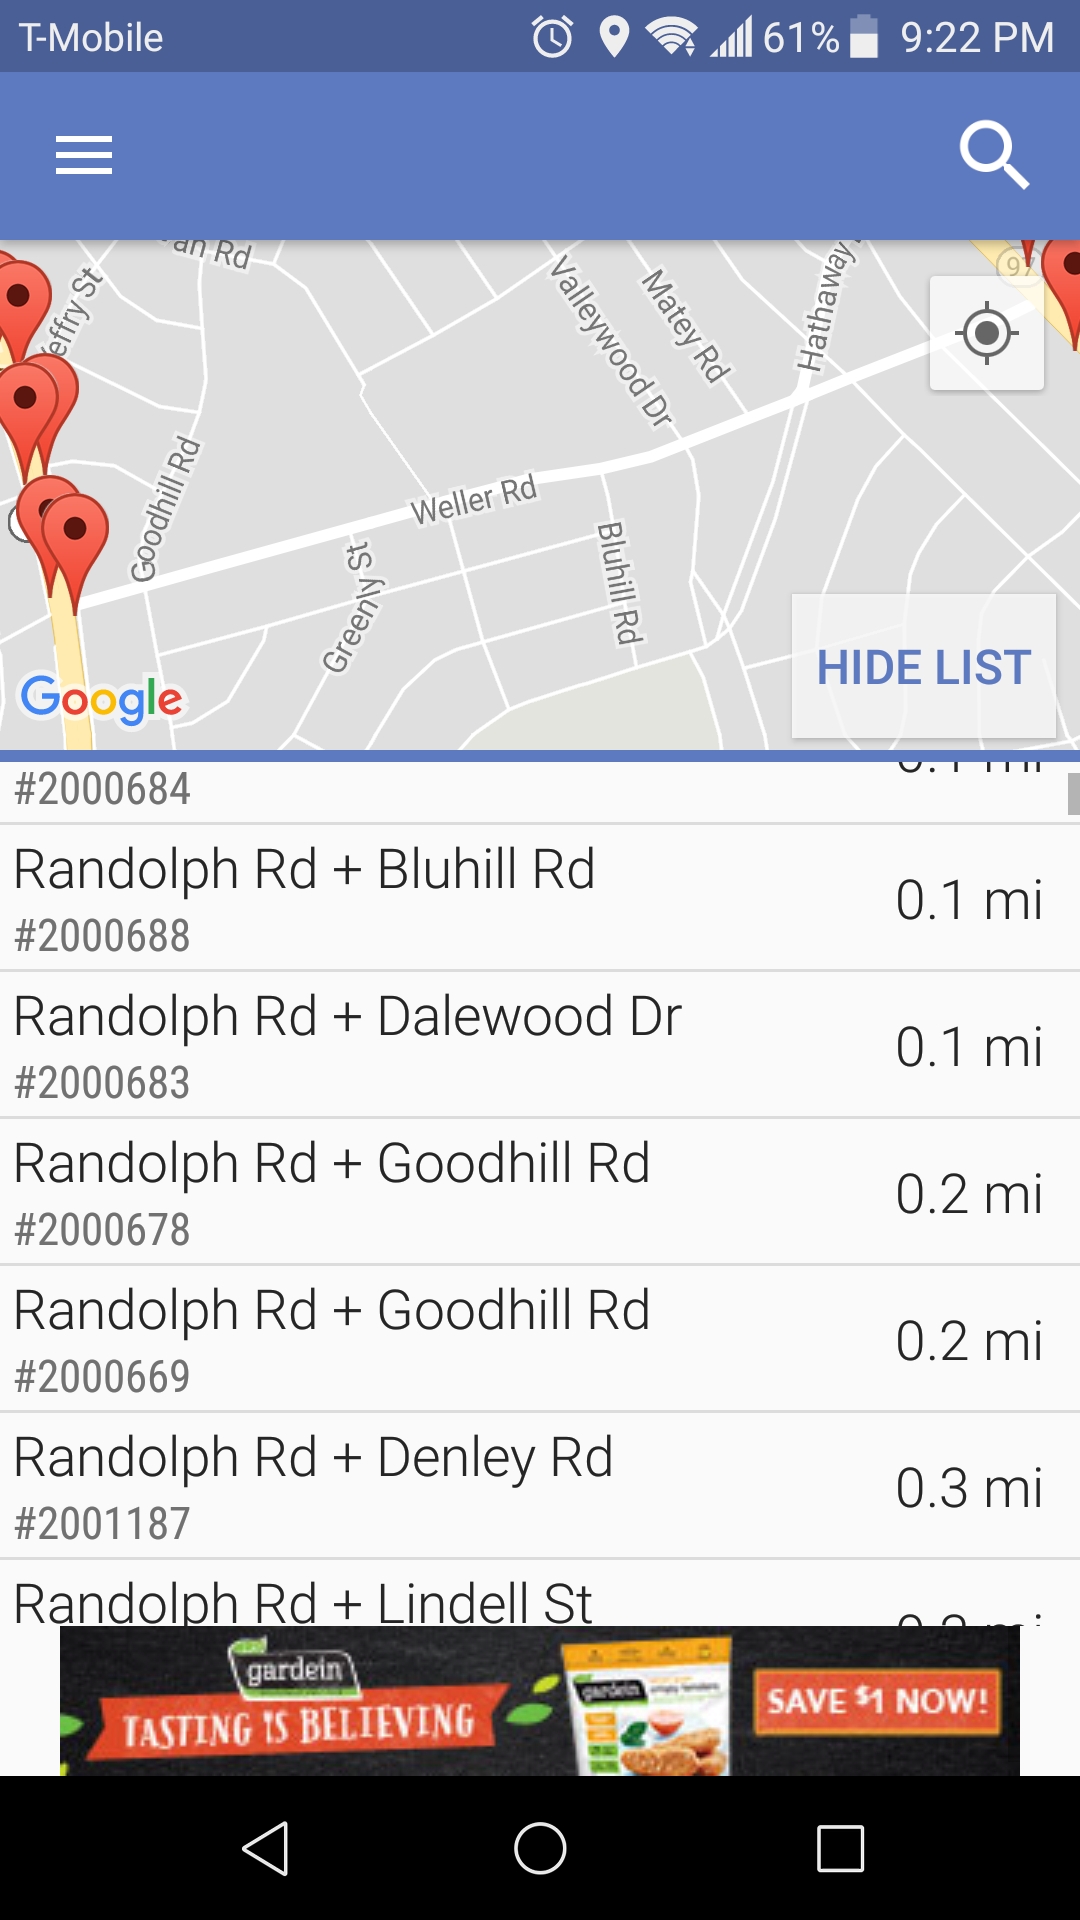 T-Mobile 61% 9:22 PM
an Rd
effry St
Valleywood Dr
Matey Rd
Hathaway
97
Goodhill Rd
Weller Rd
Greenly St
Bluhill Rd
HIDE LIST
Google
#2000684
Randolph Rd + Bluhill Rd
0.1 mi
#2000688
Randolph Rd + Dalewood Dr
0.1 mi
#2000683
Randolph Rd + Goodhill Rd
0.2 mi
#2000678
Randolph Rd + Goodhill Rd
0.2 mi
#2000669
Randolph Rd + Denley Rd
0.3 mi
#2001187
Randolph Rd + Lindell St
gardein
TASTING IS BELIEVING
gardein
SAVE $1 NOW!